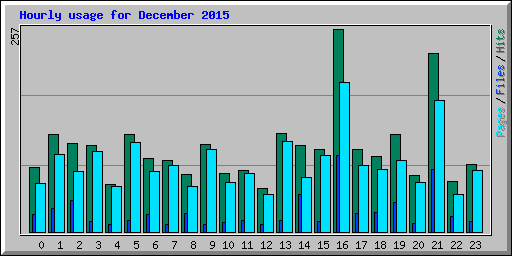 Hourly usage for December 2015
257
Pages/Files/Hits
0 1 2 3 4 5 6 7 8 9 10 11 12 13 14 15 16 17 18 19 20 21 22 23